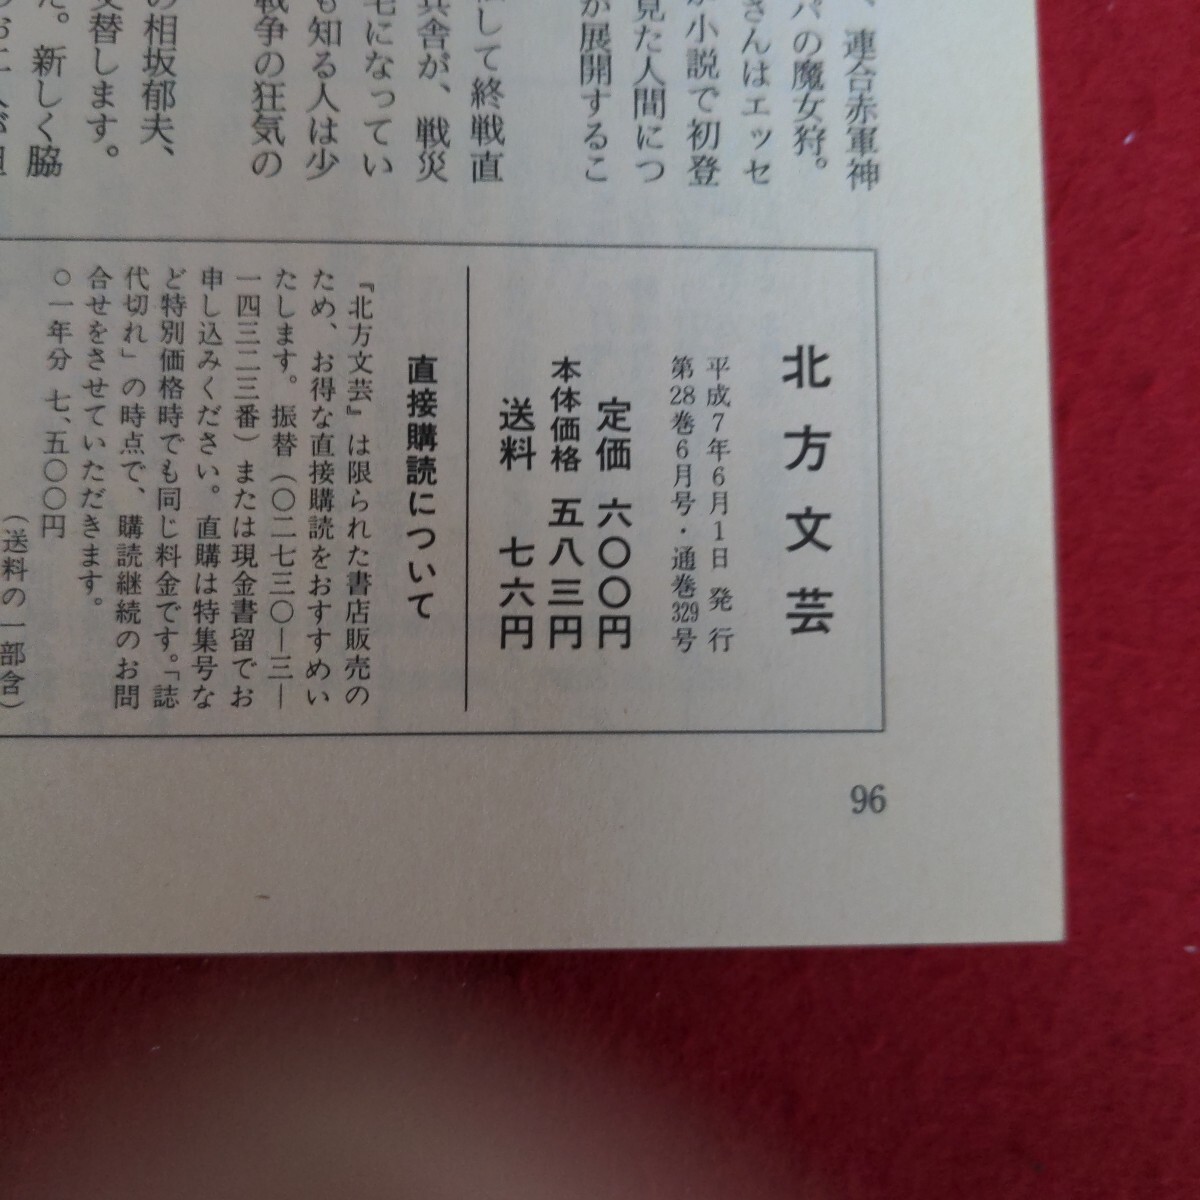 、連合赤軍神
パの魔女狩。
さんはエッセ
小説で初登
見た人間につ
が展開するこ
して終戦直
共舎が、戦災
宅になってい
も知る人は少
戦争の狂気の
の相坂郁夫、
交替します。
た。新しく脇
北方文芸
平成7年6月1日 発行
第28巻6月号・通巻329号
定価 六〇〇円
本体価格 五八三円
送料 七六円
直接購読について
『北方文芸』は限られた書店販売の
ため、お得な直接購読をおすすめい
たします。振替(〇二七三〇―三―
一四三二三番)または現金書留でお
申し込みください。直購は特集号な
ど特別価格時でも同じ料金です。「誌
代切れ」の時点で、購読継続のお問
合せをさせていただきます。
〇一年分 七、五〇〇円
(送料の一部含)
96